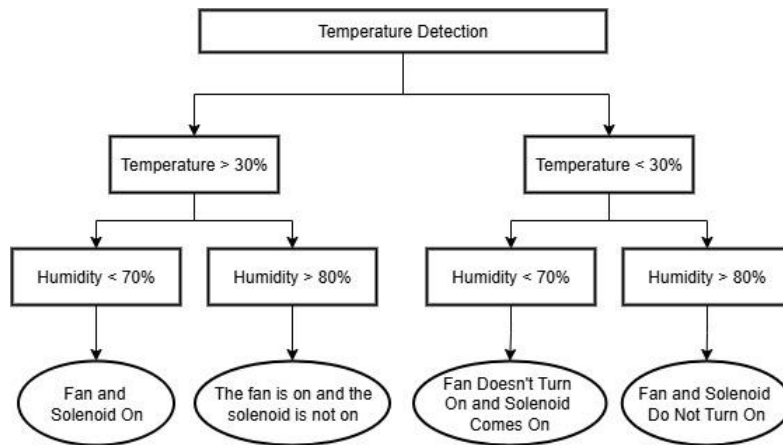 Temperature Detection
Temperature > 30%
Temperature < 30%
Humidity < 70%
Humidity > 80%
Humidity < 70%
Humidity > 80%
Fan and
Solenoid On
The fan is on and the
solenoid is not on
Fan Doesn't Turn
On and Solenoid
Comes On
Fan and Solenoid
Do Not Turn On